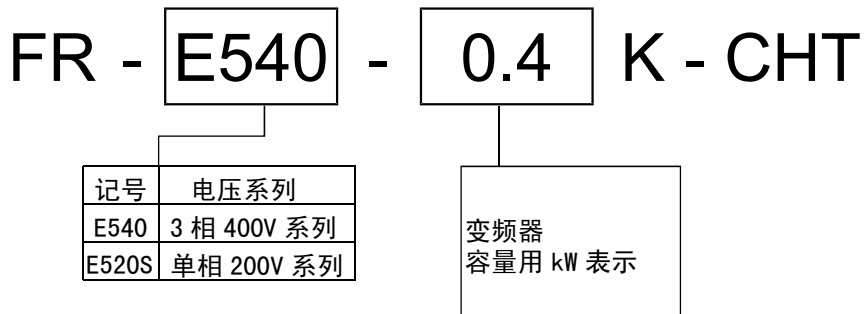 FR - E540 - 0.4 K - CHT
记号 电压系列
E540 3 相 400V 系列
E520S 单相 200V 系列
变频器
容量用 kW 表示